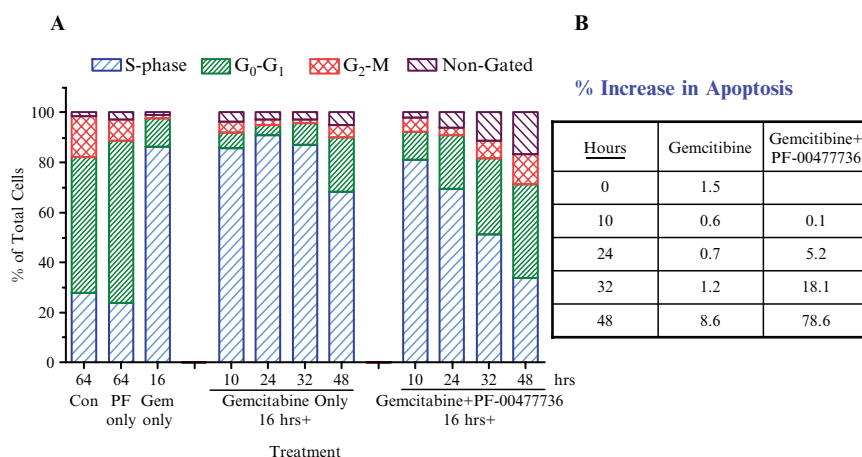 A
B
S-phase
G0-G1
G2-M
Non-Gated
% Increase in Apoptosis
% of Total Cells
100
80
60
40
20
0
64 64 16 10 24 32 48 hrs 10 24 32 48
Con
PF only
Gem only
Gemcitabine Only
16 hrs+
Gemcitabine+PF-00477736
16 hrs+
Treatment
Hours Gemcitibine Gemcitibine+
PF-00477736
0 1.5
10 0.6 0.1
24 0.7 5.2
32 1.2 18.1
48 8.6 78.6